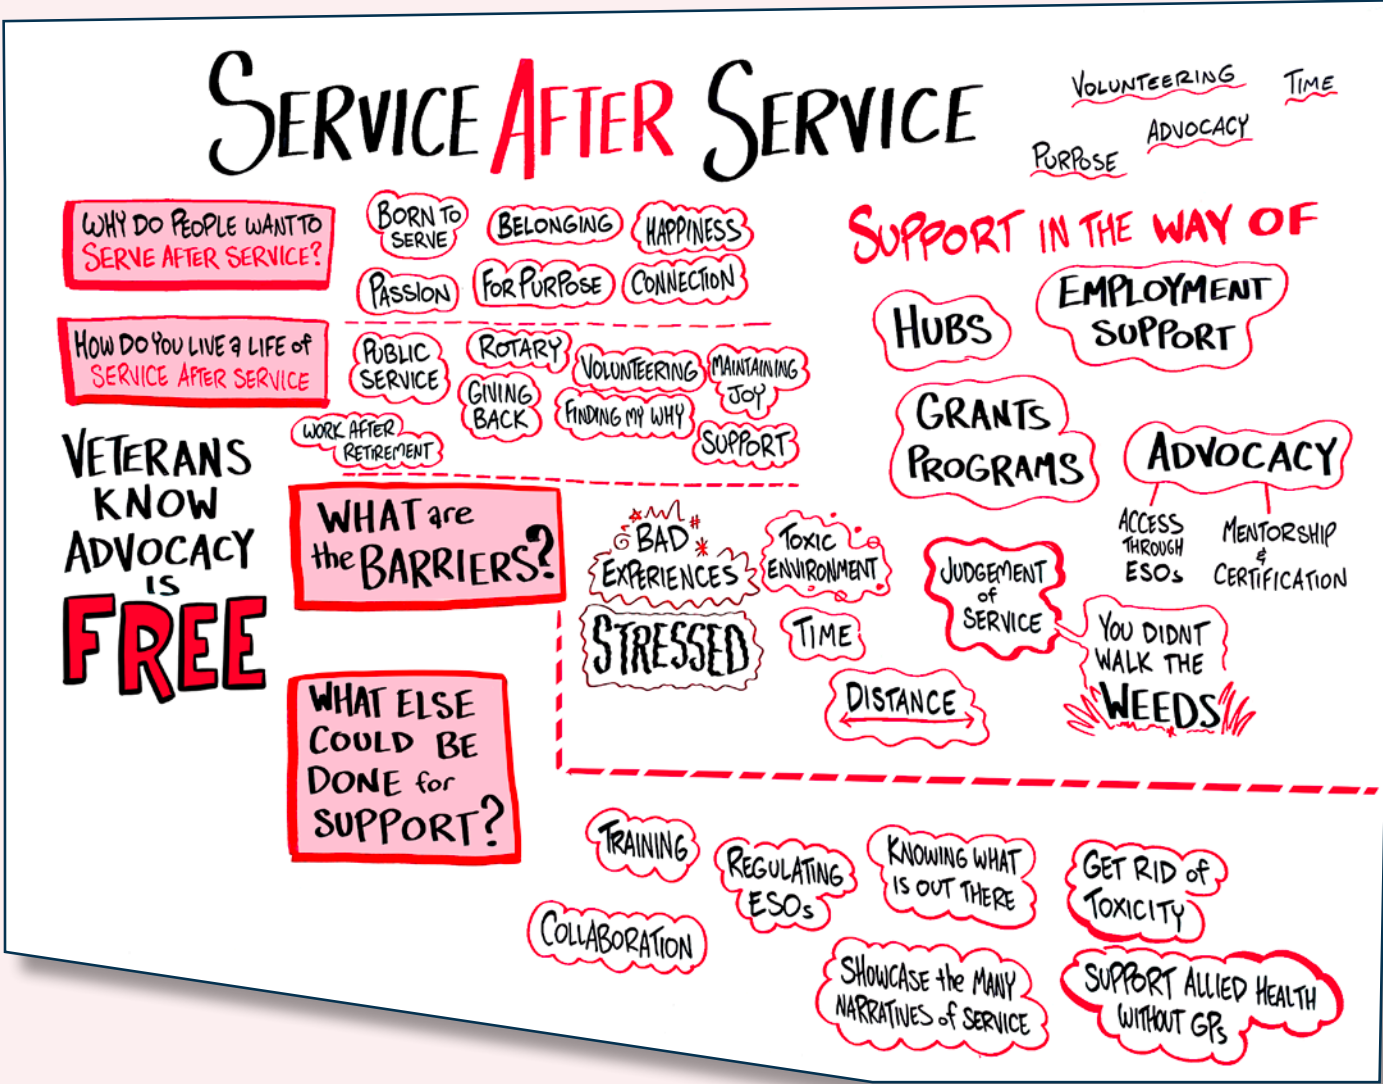 SERVICE AFTER SERVICE
VOLUNTEERING
TIME
ADVOCACY
PURPOSE
WHY DO PEOPLE WANT TO
SERVE AFTER SERVICE?
BORN TO
SERVE
BELONGING
HAPPINESS
PASSION
FOR PURPOSE
CONNECTION
HOW DO YOU LIVE a LIFE of
SERVICE AFTER SERVICE
PUBLIC
SERVICE
ROTARY
VOLUNTEERING
MAINTAINING
JOY
GIVING
BACK
FINDING MY WHY
WORK AFTER
RETIREMENT
SUPPORT
VETERANS
KNOW
ADVOCACY
IS
FREE
SUPPORT IN THE WAY OF
HUBS
EMPLOYMENT
SUPPORT
GRANTS
PROGRAMS
ADVOCACY
ACCESS
THROUGH
ESOs
MENTORSHIP
&
CERTIFICATION
WHAT are
the BARRIERS?
BAD
EXPERIENCES
TOXIC
ENVIRONMENT
STRESSED
TIME
JUDGEMENT
of
SERVICE
YOU DIDNT
WALK THE
WEEDS
DISTANCE
WHAT ELSE
COULD BE
DONE for
SUPPORT?
TRAINING
REGULATING
ESOs
KNOWING WHAT
IS OUT THERE
GET RID of
TOXICITY
COLLABORATION
SHOWCASE the MANY
NARRATIVES of SERVICE
SUPPORT ALLIED HEALTH
WITHOUT GPs